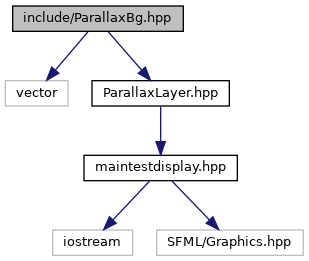 include/ParallaxBg.hpp
vector
ParallaxLayer.hpp
maintestdisplay.hpp
iostream
SFML/Graphics.hpp